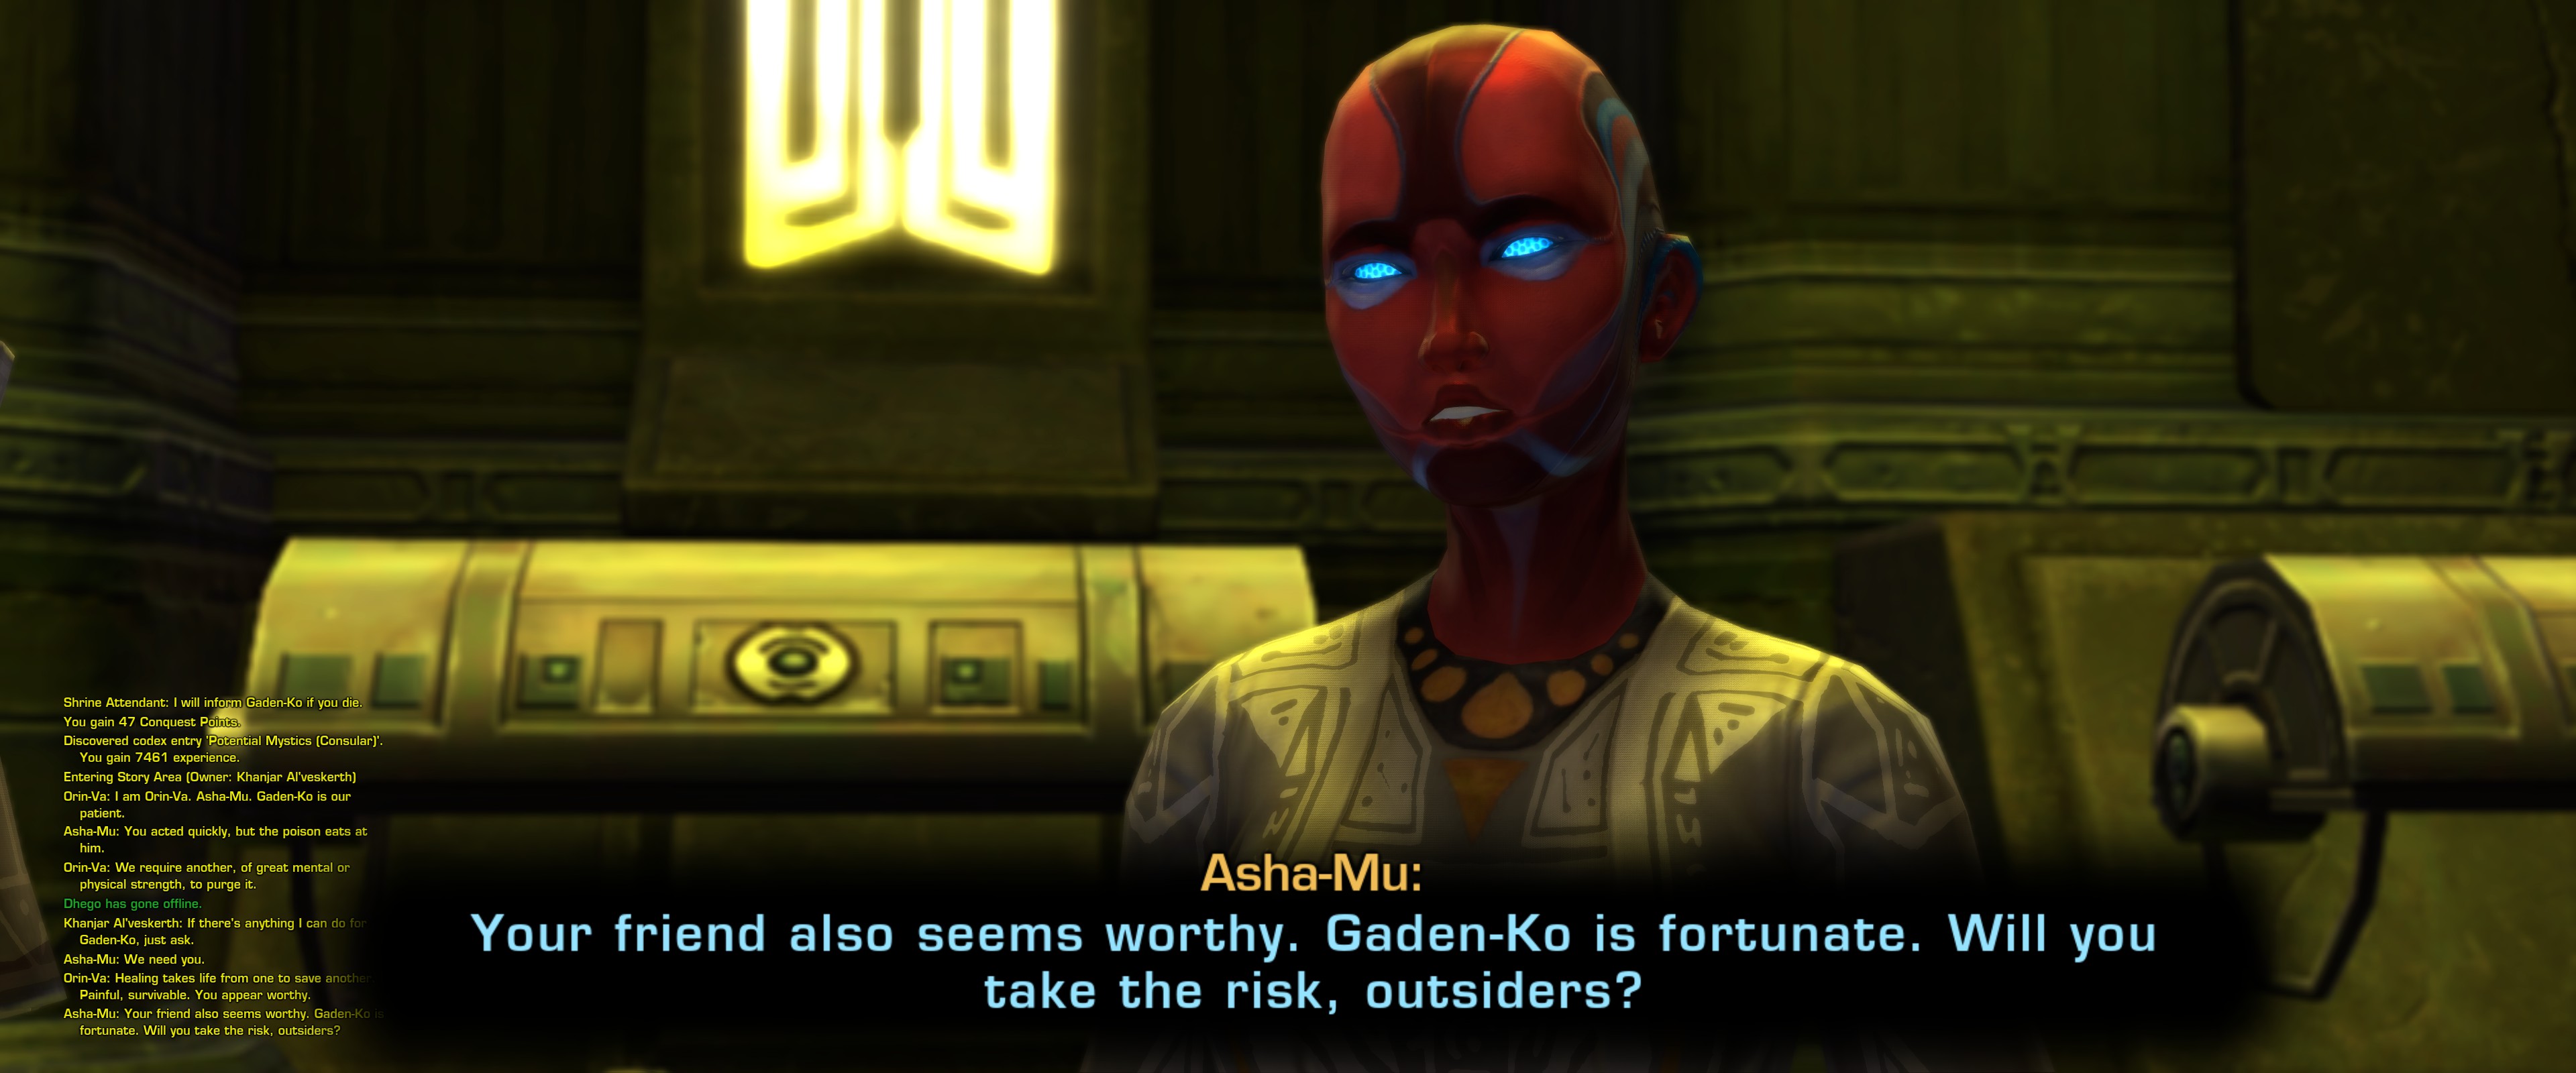 Shrine Attendant: I will inform Gaden-Ko if you die.
You gain 47 Conquest Points.
Discovered codex entry 'Potential Mystics (Consular)'.
You gain 7461 experience.
Entering Story Area (Owner: Khanjar Al'veskerth)
Orin-Va: I am Orin-Va. Asha-Mu. Gaden-Ko is our
patient.
Asha-Mu: You acted quickly, but the poison eats at
him.
Orin-Va: We require another, of great mental or
physical strength, to purge it.
Dhego has gone offline.
Khanjar Al'veskerth: If there's anything I can do for
Gaden-Ko, just ask.
Asha-Mu: We need you.
Orin-Va: Healing takes life from one to save another.
Painful, survivable. You appear worthy.
Asha-Mu: Your friend also seems worthy. Gaden-Ko is
fortunate. Will you take the risk, outsiders?
Asha-Mu:
Your friend also seems worthy. Gaden-Ko is fortunate. Will you
take the risk, outsiders?